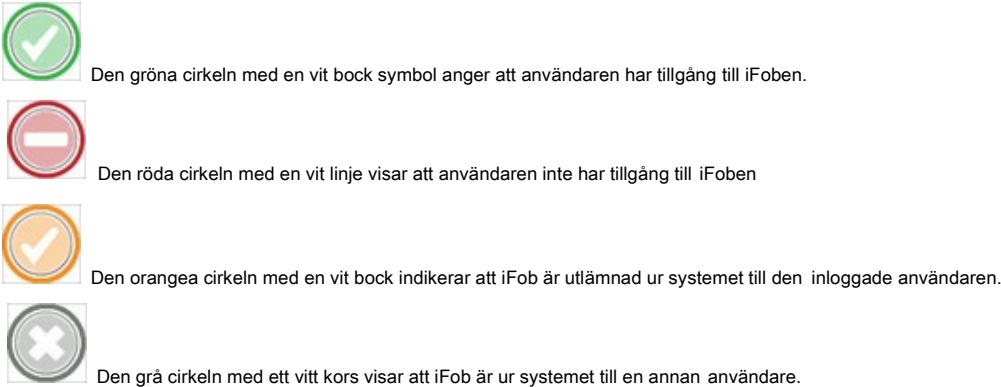 Den gröna cirkeln med en vit bock symbol anger att användaren har tillgång till iFoben.
Den röda cirkeln med en vit linje visar att användaren inte har tillgång till iFoben
Den orangea cirkeln med en vit bock indikerar att iFob är utlämnad ur systemet till den inloggade användaren.
Den grå cirkeln med ett vitt kors visar att iFob är ur systemet till en annan användare.